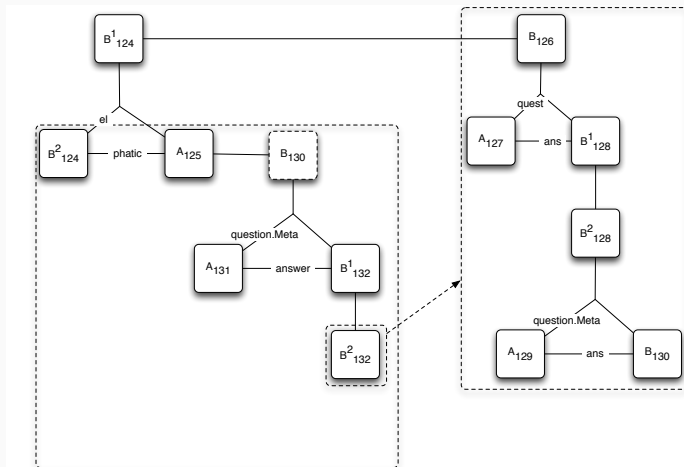 B¹₁₂₄
B₁₂₆
el
quest
B²₁₂₄
phatic
A₁₂₅
B₁₃₀
A₁₂₇
ans
B¹₁₂₈
B²₁₂₈
question.Meta
A₁₃₁
answer
B¹₁₃₂
question.Meta
B²₁₃₂
A₁₂₉
ans
B₁₃₀